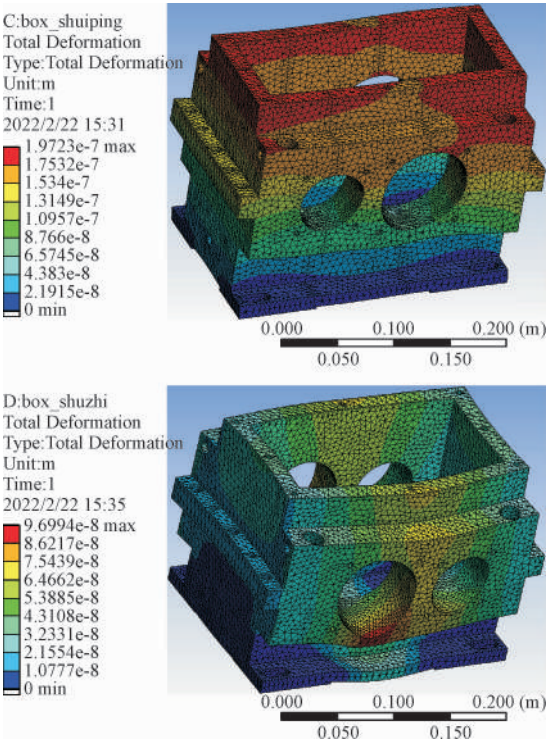 C:box_shuiping
Total Deformation
Type:Total Deformation
Unit:m
Time:1
2022/2/22 15:31
1.9723e-7 max
1.7532e-7
1.534e-7
1.3149e-7
1.0957e-7
8.766e-8
6.5745e-8
4.383e-8
2.1915e-8
0 min
0.000 0.100 0.200 (m)
0.050 0.150
D:box_shuzhi
Total Deformation
Type:Total Deformation
Unit:m
Time:1
2022/2/22 15:35
9.6994e-8 max
8.6217e-8
7.5439e-8
6.4662e-8
5.3885e-8
4.3108e-8
3.2331e-8
2.1554e-8
1.0777e-8
0 min
0.000 0.100 0.200 (m)
0.050 0.150